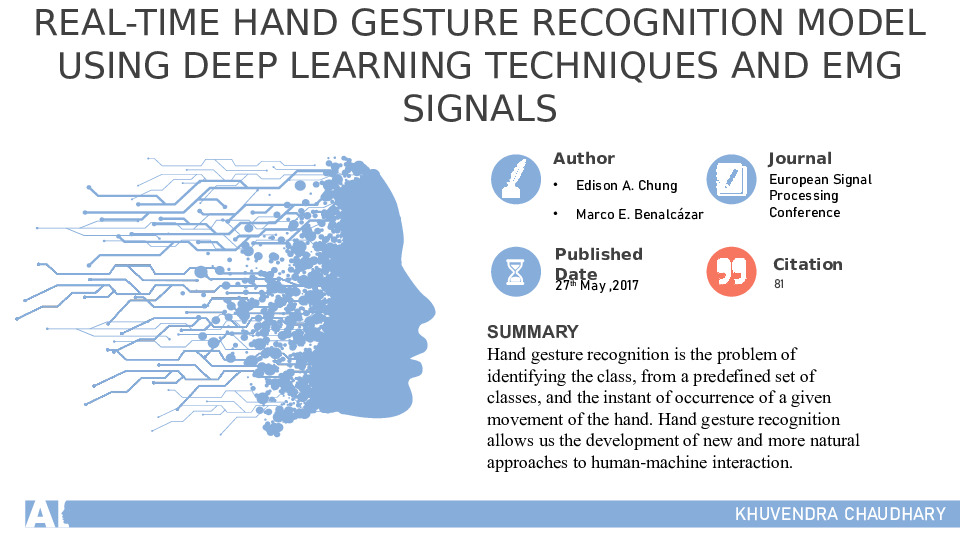 REAL-TIME HAND GESTURE RECOGNITION MODEL
USING DEEP LEARNING TECHNIQUES AND EMG
SIGNALS
Author
• Edison A. Chung
• Marco E. Benalcázar
Journal
European Signal
Processing
Conference
Published
Date
27th May ,2017
Citation
81
SUMMARY
Hand gesture recognition is the problem of
identifying the class, from a predefined set of
classes, and the instant of occurrence of a given
movement of the hand. Hand gesture recognition
allows us the development of new and more natural
approaches to human-machine interaction.
AI
KHUVENDRA CHAUDHARY